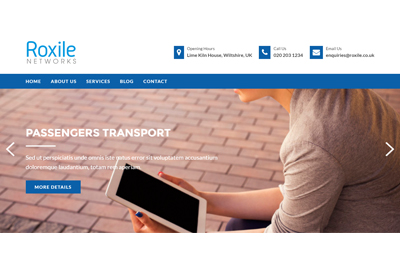 Roxile
NETWORKS
Opening Hours
Lime Kiln House, Wiltshire, UK
Call Us
020 203 1234
Email Us
enquiries@roxile.co.uk
HOME ABOUT US SERVICES BLOG CONTACT
PASSENGERS TRANSPORT
Sed ut perspiciatis unde omnis iste natus error sit voluptatem accusantium
doloremque laudantium, totam rem aperiam.
MORE DETAILS